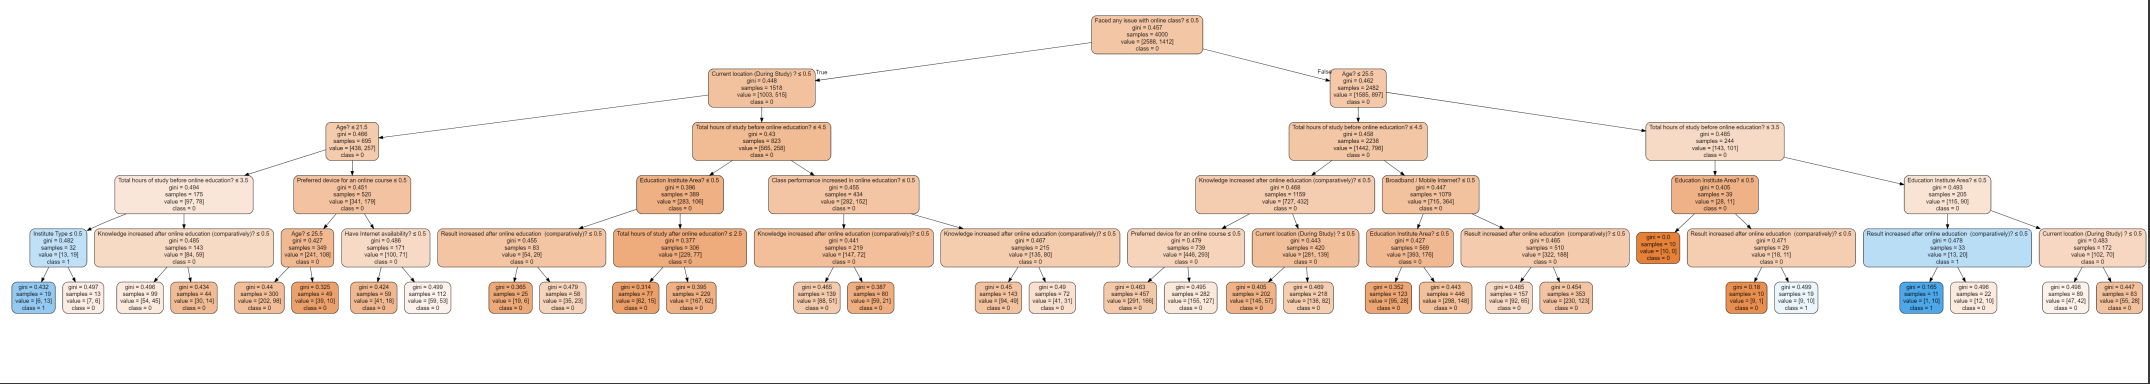 Faced any issue with online class? ≤ 0.5
gini = 0.457
samples = 4000
value = [2588, 1412]
class = 0
True
False
Current location (During Study) ? ≤ 0.5
gini = 0.448
samples = 1518
value = [1003, 515]
class = 0
Age? ≤ 25.5
gini = 0.462
samples = 2482
value = [1585, 897]
class = 0
Age? ≤ 21.5
gini = 0.466
samples = 695
value = [438, 257]
class = 0
Total hours of study before online education? ≤ 4.5
gini = 0.43
samples = 823
value = [565, 258]
class = 0
Total hours of study before online education? ≤ 4.5
gini = 0.458
samples = 2238
value = [1442, 796]
class = 0
Total hours of study before online education? ≤ 3.5
gini = 0.485
samples = 244
value = [143, 101]
class = 0
Total hours of study before online education? ≤ 3.5
gini = 0.494
samples = 175
value = [97, 78]
class = 0
Preferred device for an online course ≤ 0.5
gini = 0.451
samples = 520
value = [341, 179]
class = 0
Education Institute Area? ≤ 0.5
gini = 0.396
samples = 389
value = [283, 106]
class = 0
Class performance increased in online education? ≤ 0.5
gini = 0.455
samples = 434
value = [282, 152]
class = 0
Knowledge increased after online education (comparatively)? ≤ 0.5
gini = 0.468
samples = 1159
value = [727, 432]
class = 0
Broadband / Mobile Internet? ≤ 0.5
gini = 0.447
samples = 1079
value = [715, 364]
class = 0
Education Institute Area? ≤ 0.5
gini = 0.405
samples = 39
value = [28, 11]
class = 0
Education Institute Area? ≤ 0.5
gini = 0.493
samples = 205
value = [115, 90]
class = 0
Institute Type ≤ 0.5
gini = 0.482
samples = 32
value = [13, 19]
class = 1
Knowledge increased after online education (comparatively)? ≤ 0.5
gini = 0.485
samples = 143
value = [84, 59]
class = 0
Age? ≤ 25.5
gini = 0.427
samples = 349
value = [241, 108]
class = 0
Have Internet availability? ≤ 0.5
gini = 0.486
samples = 171
value = [100, 71]
class = 0
Result increased after online education (comparatively)? ≤ 0.5
gini = 0.455
samples = 83
value = [54, 29]
class = 0
Total hours of study after online education? ≤ 2.5
gini = 0.377
samples = 306
value = [229, 77]
class = 0
Knowledge increased after online education (comparatively)? ≤ 0.5
gini = 0.441
samples = 219
value = [147, 72]
class = 0
Knowledge increased after online education (comparatively)? ≤ 0.5
gini = 0.467
samples = 215
value = [135, 80]
class = 0
Preferred device for an online course ≤ 0.5
gini = 0.479
samples = 739
value = [446, 293]
class = 0
Current location (During Study) ? ≤ 0.5
gini = 0.443
samples = 420
value = [281, 139]
class = 0
Education Institute Area? ≤ 0.5
gini = 0.427
samples = 569
value = [393, 176]
class = 0
Result increased after online education (comparatively)? ≤ 0.5
gini = 0.465
samples = 510
value = [322, 188]
class = 0
gini = 0.0
samples = 10
value = [10, 0]
class = 0
Result increased after online education (comparatively)? ≤ 0.5
gini = 0.471
samples = 29
value = [18, 11]
class = 0
Result increased after online education (comparatively)? ≤ 0.5
gini = 0.478
samples = 33
value = [13, 20]
class = 1
Current location (During Study) ? ≤ 0.5
gini = 0.483
samples = 172
value = [102, 70]
class = 0
gini = 0.432
samples = 19
value = [6, 13]
class = 1
gini = 0.497
samples = 13
value = [7, 6]
class = 0
gini = 0.496
samples = 99
value = [54, 45]
class = 0
gini = 0.434
samples = 44
value = [30, 14]
class = 0
gini = 0.44
samples = 300
value = [202, 98]
class = 0
gini = 0.325
samples = 49
value = [39, 10]
class = 0
gini = 0.424
samples = 59
value = [41, 18]
class = 0
gini = 0.499
samples = 112
value = [59, 53]
class = 0
gini = 0.365
samples = 25
value = [19, 6]
class = 0
gini = 0.479
samples = 58
value = [35, 23]
class = 0
gini = 0.314
samples = 77
value = [62, 15]
class = 0
gini = 0.395
samples = 229
value = [167, 62]
class = 0
gini = 0.465
samples = 139
value = [88, 51]
class = 0
gini = 0.387
samples = 80
value = [59, 21]
class = 0
gini = 0.45
samples = 143
value = [94, 49]
class = 0
gini = 0.49
samples = 72
value = [41, 31]
class = 0
gini = 0.463
samples = 457
value = [291, 166]
class = 0
gini = 0.495
samples = 282
value = [155, 127]
class = 0
gini = 0.405
samples = 202
value = [145, 57]
class = 0
gini = 0.469
samples = 218
value = [136, 82]
class = 0
gini = 0.352
samples = 123
value = [95, 28]
class = 0
gini = 0.443
samples = 446
value = [298, 148]
class = 0
gini = 0.485
samples = 157
value = [92, 65]
class = 0
gini = 0.454
samples = 353
value = [230, 123]
class = 0
gini = 0.18
samples = 10
value = [9, 1]
class = 0
gini = 0.499
samples = 19
value = [9, 10]
class = 1
gini = 0.165
samples = 11
value = [1, 10]
class = 1
gini = 0.496
samples = 22
value = [12, 10]
class = 0
gini = 0.498
samples = 89
value = [47, 42]
class = 0
gini = 0.447
samples = 83
value = [55, 28]
class = 0